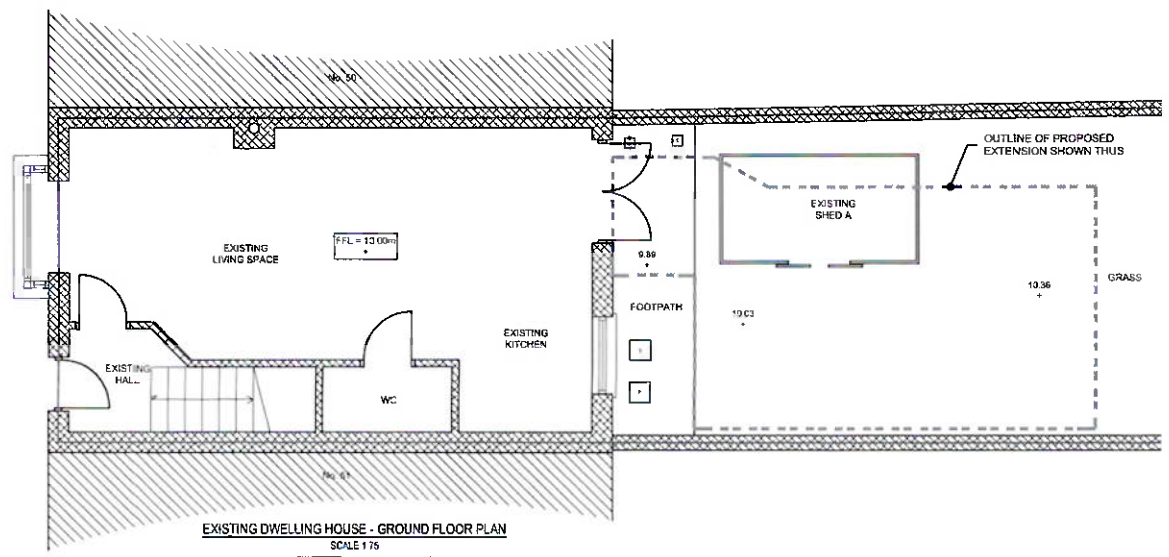 No. 50
OUTLINE OF PROPOSED
EXTENSION SHOWN THUS
EXISTING
SHED A
EXISTING
LIVING SPACE
FFL = 10.00m
9.89
GRASS
10.36
FOOTPATH
10.03
EXISTING
KITCHEN
EXISTING
HALL
WC
No. 51
EXISTING DWELLING HOUSE - GROUND FLOOR PLAN
SCALE 1:75